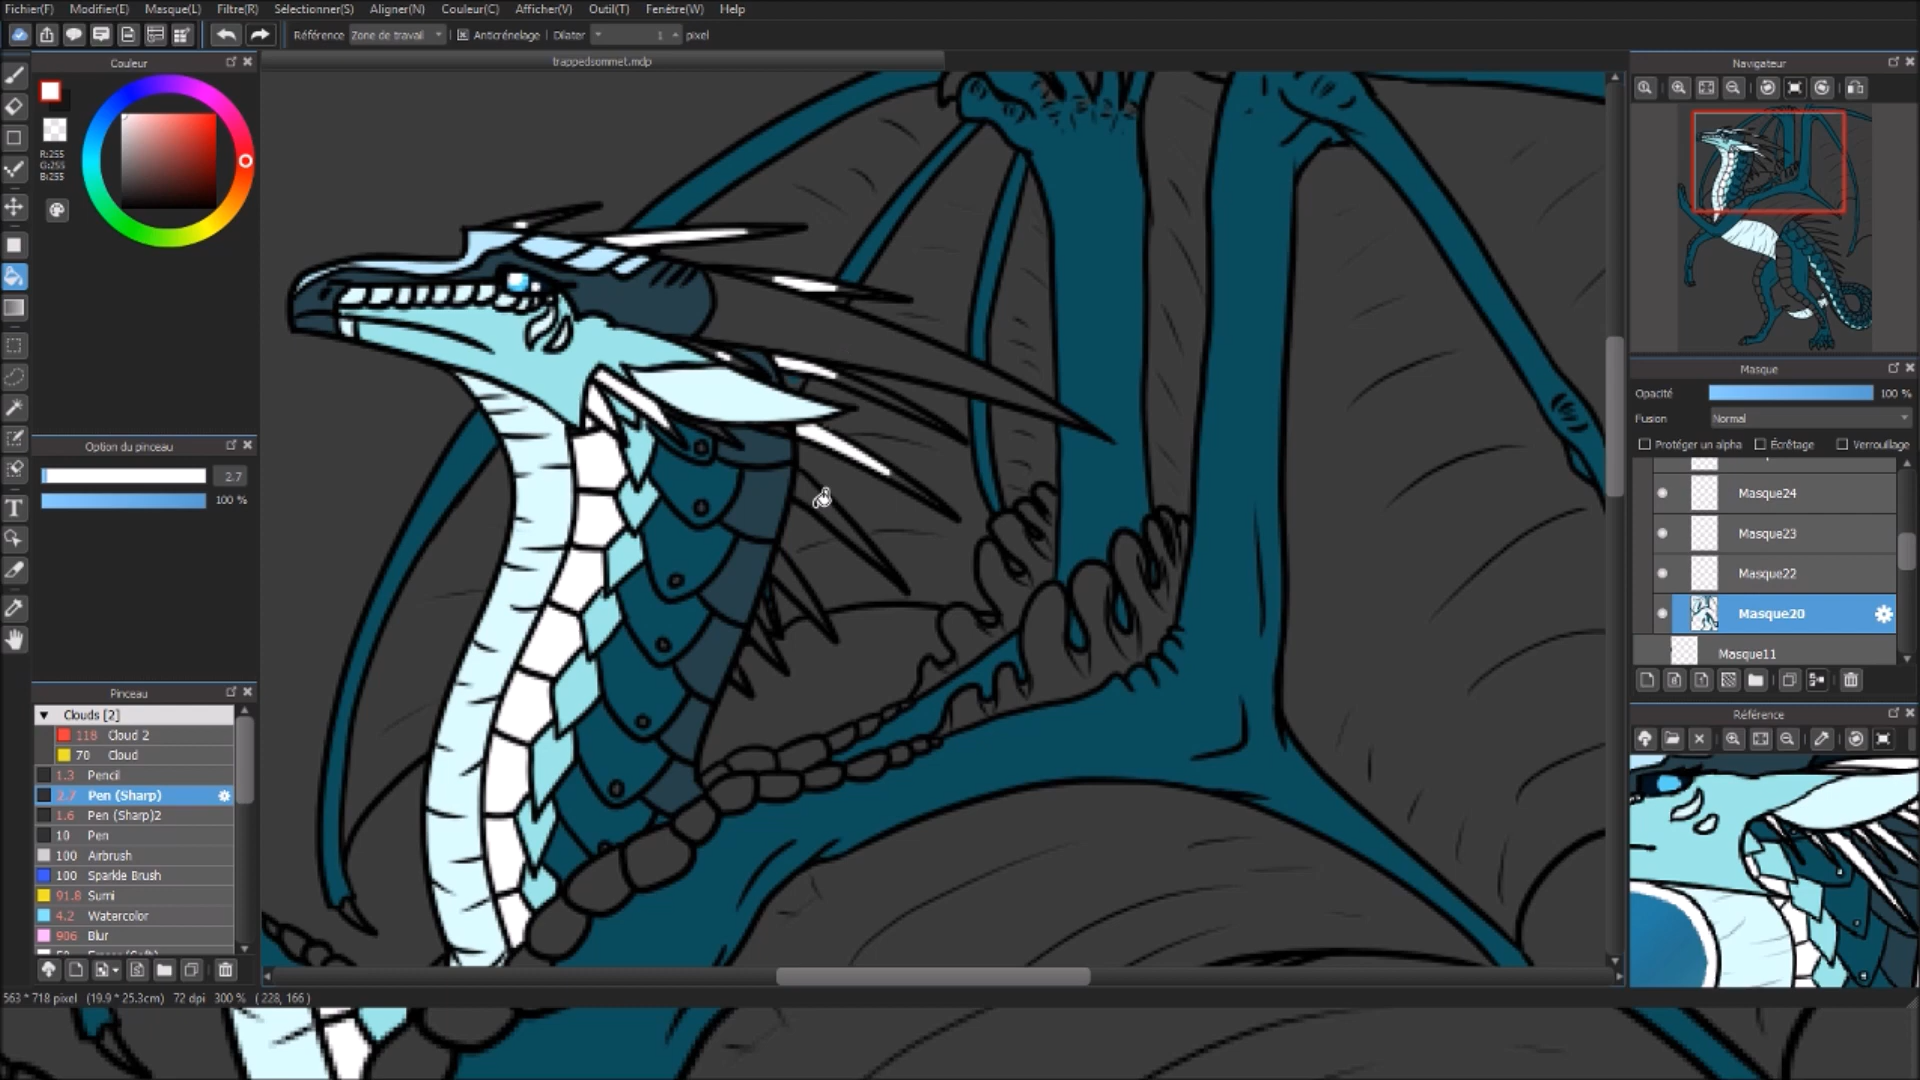 Fichier(F) Modifier(E) Masque(L) Filtre(R) Sélectionner(S) Aligner(N) Couleur(C) Afficher(V) Outil(T) Fenêtre(W) Help
Référence Zone de travail Anticrénelage Dilater 1 pixel
trappedsommet.mdp
Couleur
R:255
G:255
B:255
Option du pinceau
2.7
100 %
Pinceau
Clouds [2]
118 Cloud 2
70 Cloud
1.3 Pencil
2.7 Pen (Sharp)
1.6 Pen (Sharp)2
10 Pen
100 Airbrush
100 Sparkle Brush
91.8 Sumi
4.2 Watercolor
906 Blur
563 * 718 pixel (19.9 * 25.3cm) 72 dpi 300 % ( 228, 166 )
Navigateur
Masque
Opacité 100 %
Fusion Normal
Protéger un alpha Écrêtage Verrouillage
Masque24
Masque23
Masque22
Masque20
Masque11
Référence